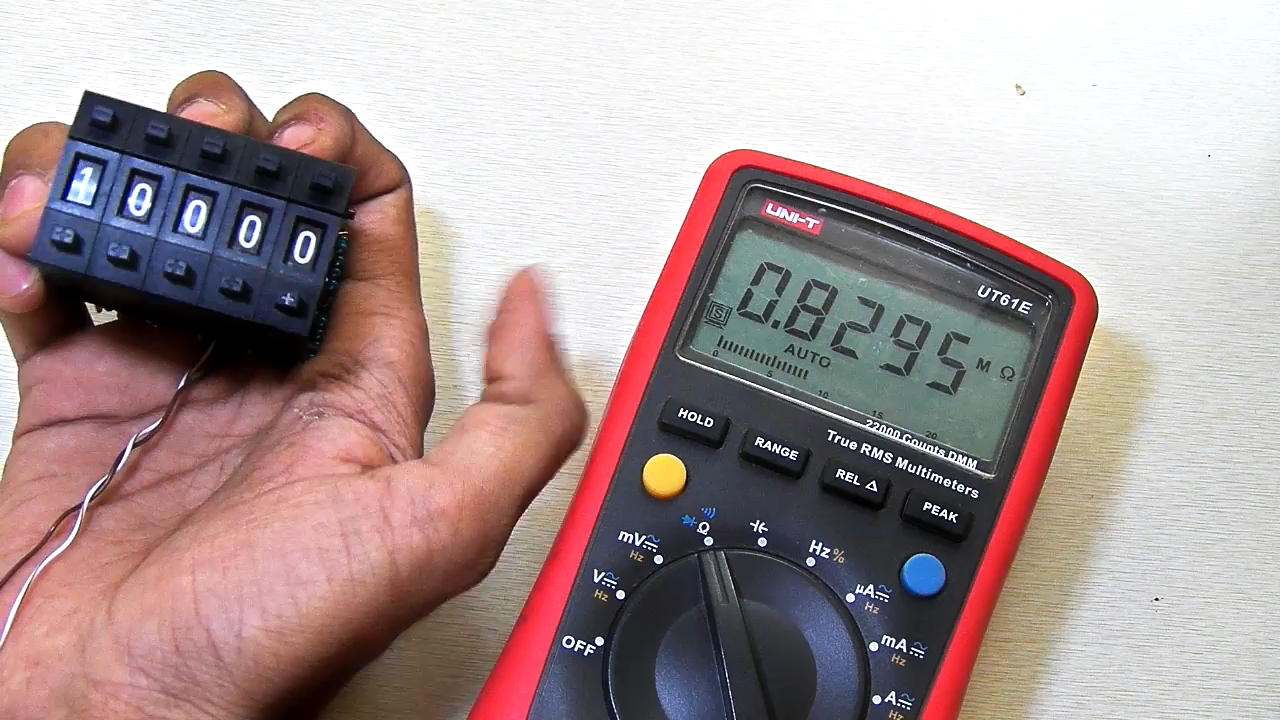 10000
UNI-T
UT61E
0.8295 M Ω
S
AUTO
0 5 10 15 20
22000 Counts DMM
True RMS Multimeters
HOLD
RANGE
REL Δ
PEAK
Ω
mV Hz
V Hz
OFF
Hz%
µA Hz
mA Hz
A Hz
+